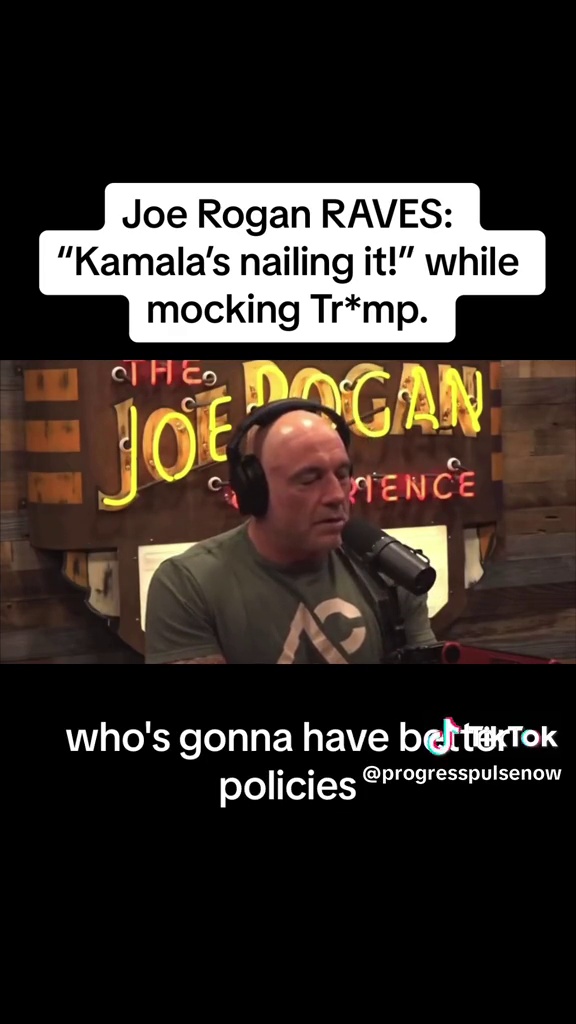 Joe Rogan RAVES:
“Kamala’s nailing it!” while
mocking Tr*mp.
THE
JOE ROGAN
IENCE
who's gonna have better
policies
TikTok
@progresspulsenow